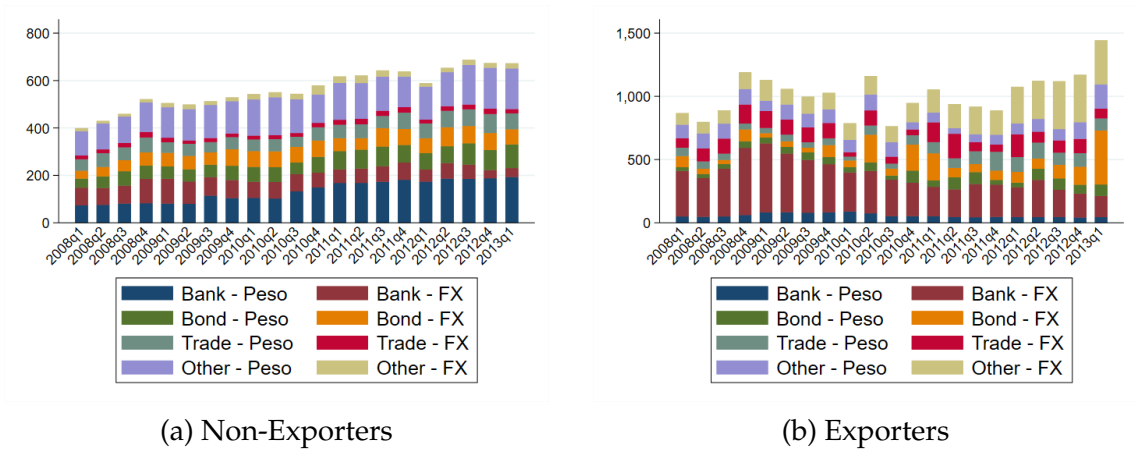 800
600
400
200
0
2008q1 2008q2 2008q3 2008q4 2009q1 2009q2 2009q3 2009q4 2010q1 2010q2 2010q3 2010q4 2011q1 2011q2 2011q3 2011q4 2012q1 2012q2 2012q3 2012q4 2013q1
Bank - Peso Bank - FX
Bond - Peso Bond - FX
Trade - Peso Trade - FX
Other - Peso Other - FX
(a) Non-Exporters
1,500
1,000
500
0
2008q1 2008q2 2008q3 2008q4 2009q1 2009q2 2009q3 2009q4 2010q1 2010q2 2010q3 2010q4 2011q1 2011q2 2011q3 2011q4 2012q1 2012q2 2012q3 2012q4 2013q1
Bank - Peso Bank - FX
Bond - Peso Bond - FX
Trade - Peso Trade - FX
Other - Peso Other - FX
(b) Exporters